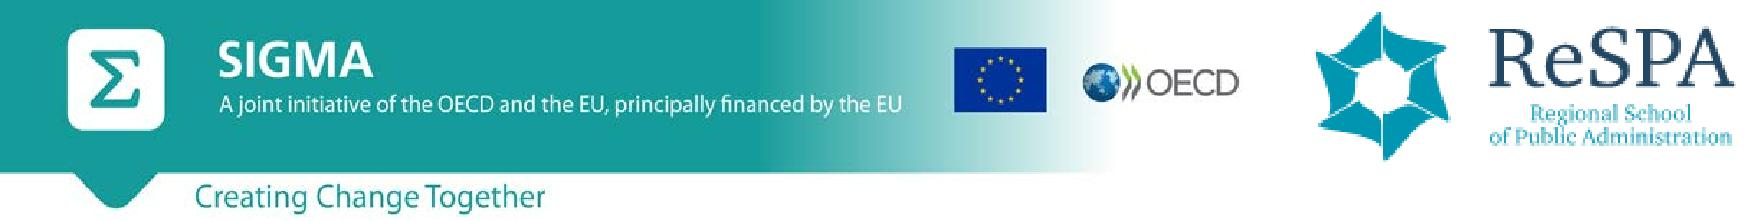 Σ
SIGMA
A joint initiative of the OECD and the EU, principally financed by the EU
OECD
ReSPA
Regional School
of Public Administration
Creating Change Together